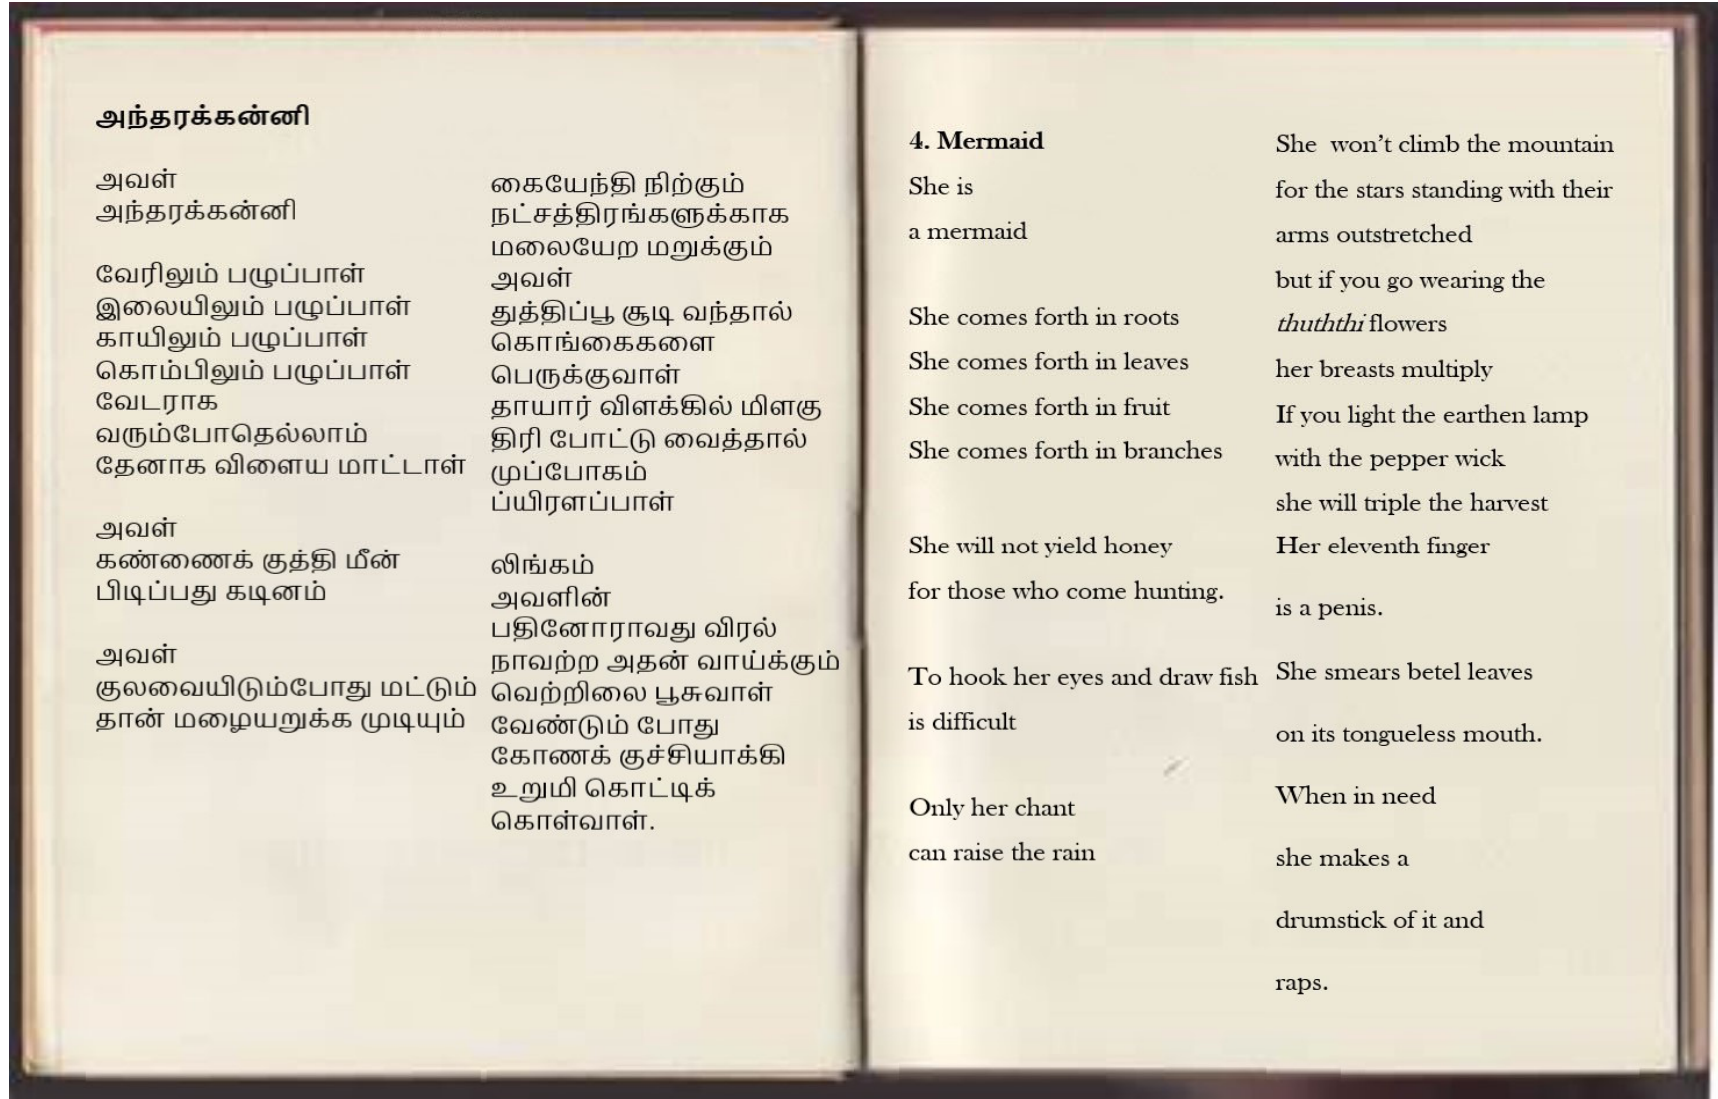 அந்தரக்கன்னி
அவள்
அந்தரக்கன்னி
வேரிலும் பழுப்பாள்
இலையிலும் பழுப்பாள்
காயிலும் பழுப்பாள்
கொம்பிலும் பழுப்பாள்
வேடராக
வரும்போதெல்லாம்
தேனாக விளைய மாட்டாள்
அவள்
கண்ணைக் குத்தி மீன்
பிடிப்பது கடினம்
அவள்
குலவையிடும்போது மட்டும்
தான் மழையறுக்க முடியும்
கையேந்தி நிற்கும்
நட்சத்திரங்களுக்காக
மலையேற மறுக்கும்
அவள்
துத்திப்பூ சூடி வந்தால்
கொங்கைகளை
பெருக்குவாள்
தாயார் விளக்கில் மிளகு
திரி போட்டு வைத்தால்
முப்போகம்
ப்யிரளப்பாள்
லிங்கம்
அவளின்
பதினோராவது விரல்
நாவற்ற அதன் வாய்க்கும்
வெற்றிலை பூசுவாள்
வேண்டும் போது
கோணக் குச்சியாக்கி
உறுமி கொட்டிக்
கொள்வாள்.
4. Mermaid
She is
a mermaid
She comes forth in roots
She comes forth in leaves
She comes forth in fruit
She comes forth in branches
She will not yield honey
for those who come hunting.
To hook her eyes and draw fish
is difficult
Only her chant
can raise the rain
She won't climb the mountain
for the stars standing with their
arms outstretched
but if you go wearing the
thuththi flowers
her breasts multiply
If you light the earthen lamp
with the pepper wick
she will triple the harvest
Her eleventh finger
is a penis.
She smears betel leaves
on its tongueless mouth.
When in need
she makes a
drumstick of it and
raps.